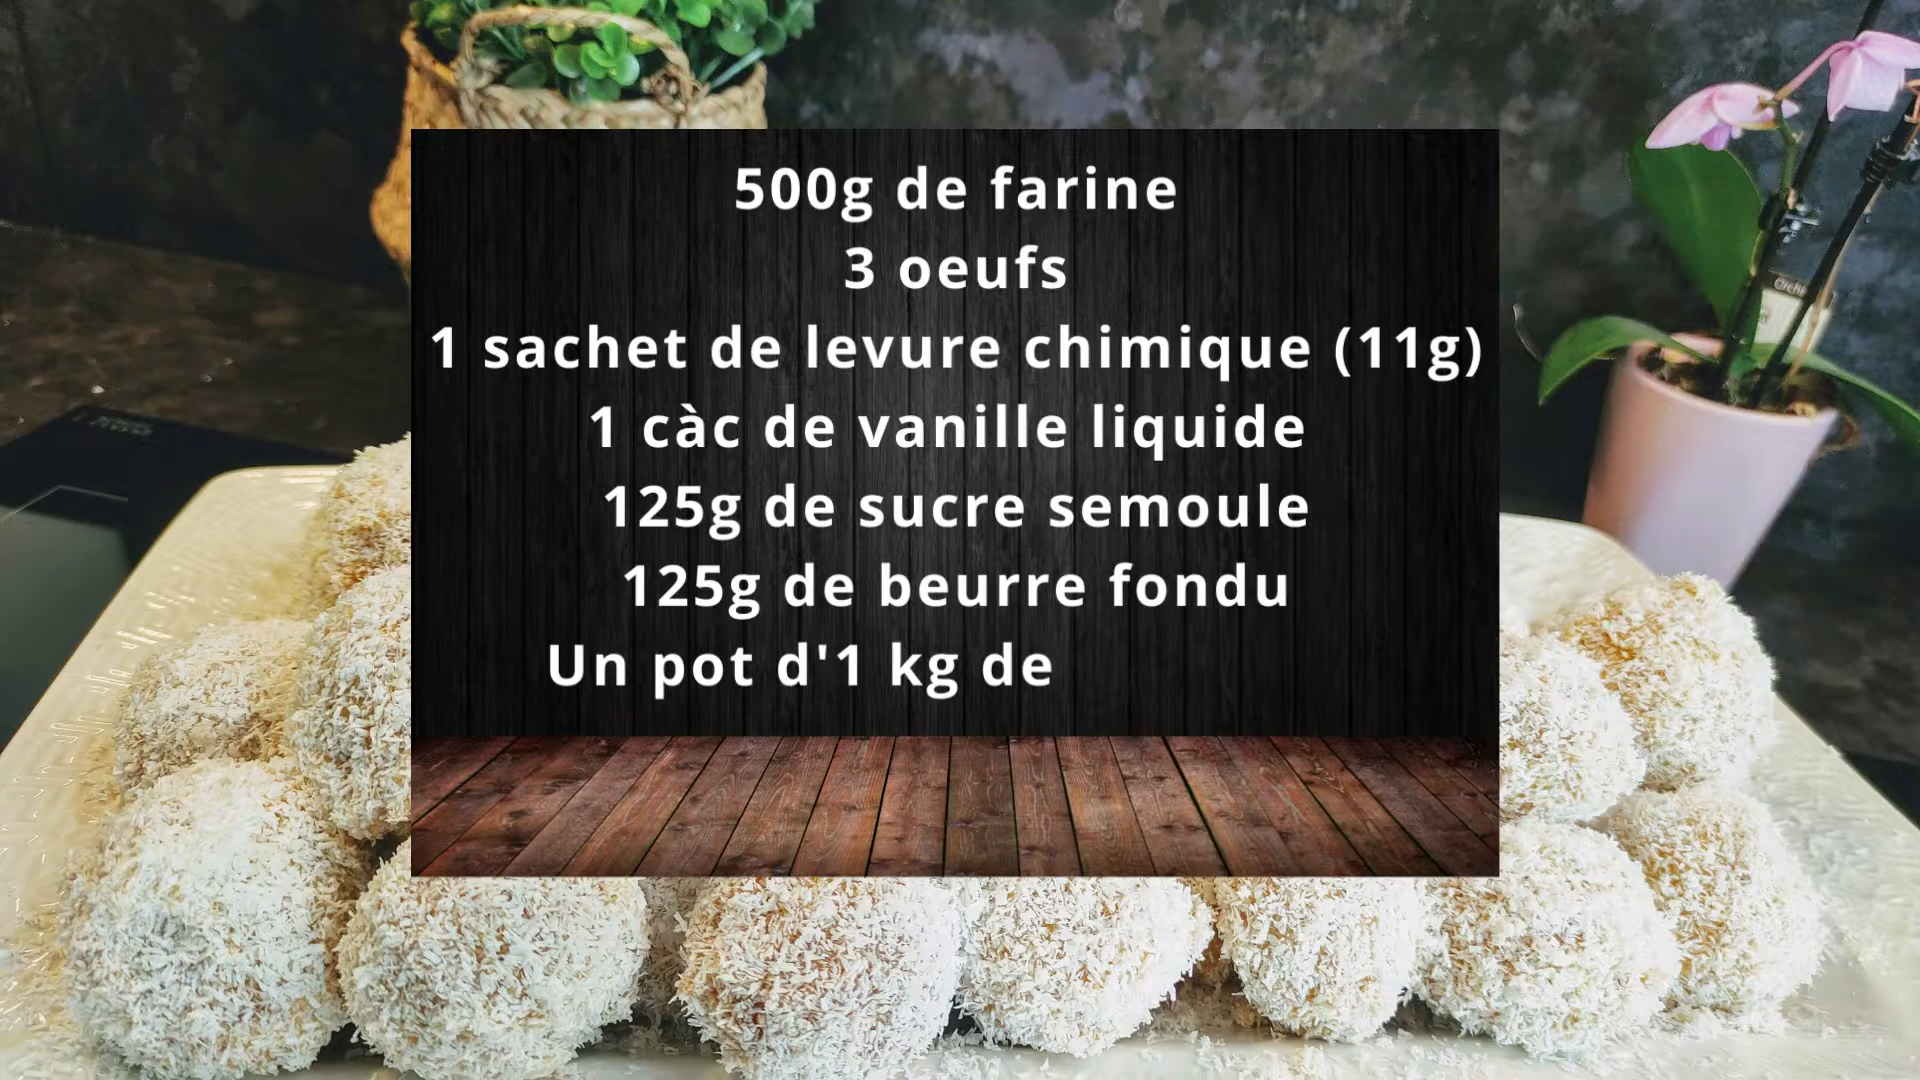 500g de farine
3 oeufs
1 sachet de levure chimique (11g)
1 càc de vanille liquide
125g de sucre semoule
125g de beurre fondu
Un pot d'1 kg de